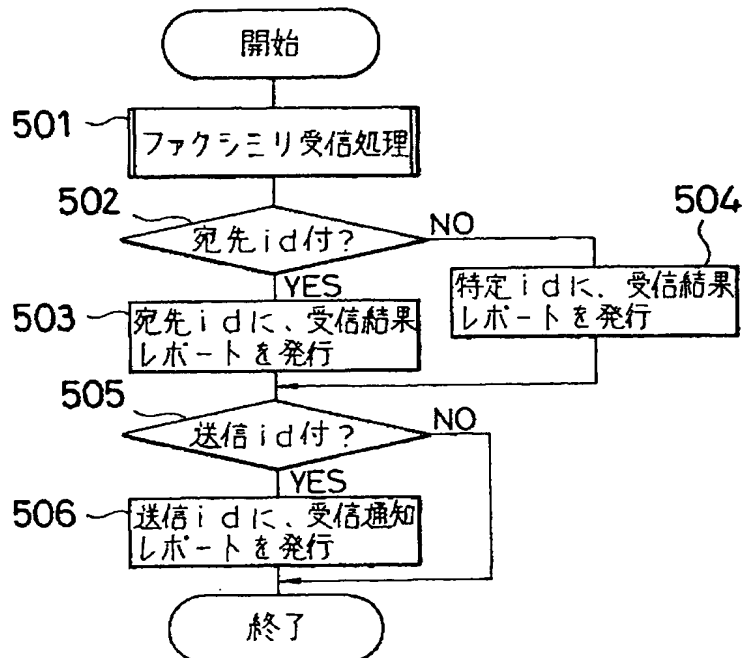 開始
501
ファクシミリ受信処理
502
宛先id付?
NO
504
YES
特定idに、受信結果
レポートを発行
503
宛先idに、受信結果
レポートを発行
505
送信id付?
NO
YES
506
送信idに、受信通知
レポートを発行
終了